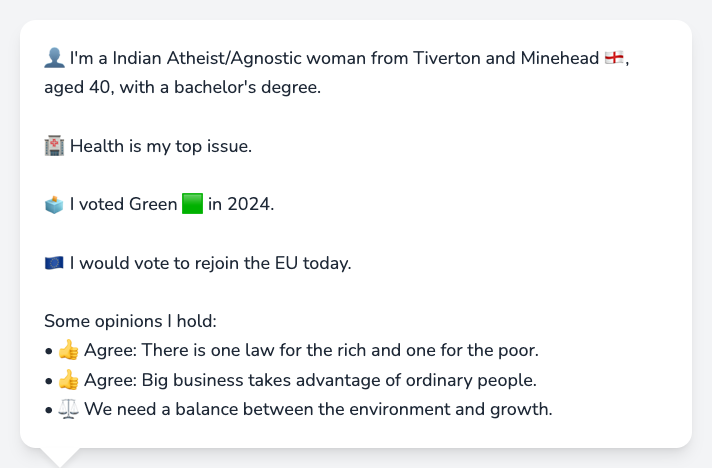 👤 I'm a Indian Atheist/Agnostic woman from Tiverton and Minehead 🏴󠁧󠁢󠁥󠁮󠁧󠁿,
aged 40, with a bachelor's degree.
🏥 Health is my top issue.
🗳️ I voted Green 🟩 in 2024.
🇪🇺 I would vote to rejoin the EU today.
Some opinions I hold:
• 👍 Agree: There is one law for the rich and one for the poor.
• 👍 Agree: Big business takes advantage of ordinary people.
• ⚖️ We need a balance between the environment and growth.